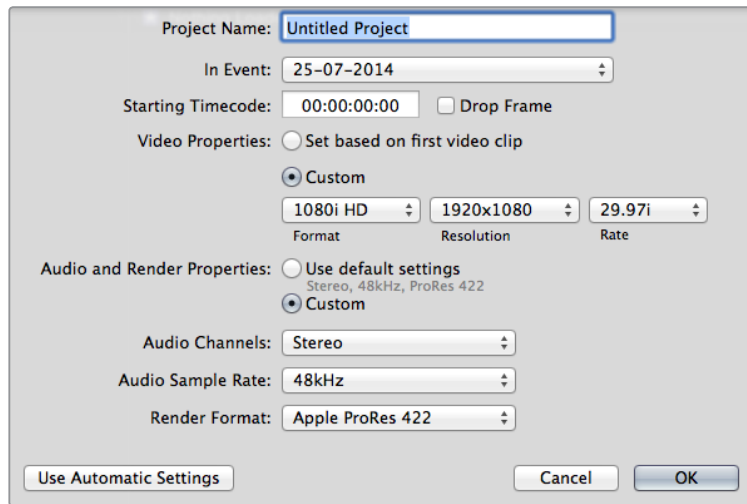 Project Name: Untitled Project
In Event: 25-07-2014
Starting Timecode: 00:00:00:00 Drop Frame
Video Properties: Set based on first video clip
Custom
1080i HD 1920x1080 29.97i
Format Resolution Rate
Audio and Render Properties: Use default settings
Stereo, 48kHz, ProRes 422
Custom
Audio Channels: Stereo
Audio Sample Rate: 48kHz
Render Format: Apple ProRes 422
Use Automatic Settings Cancel OK